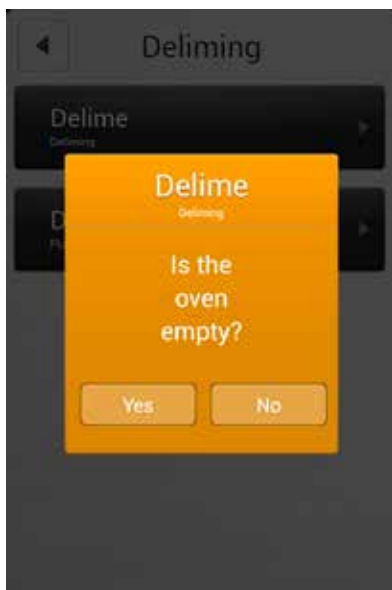 Deliming
Delime
Deliming
D
Delime
Deliming
Is the
oven
empty?
Yes
No